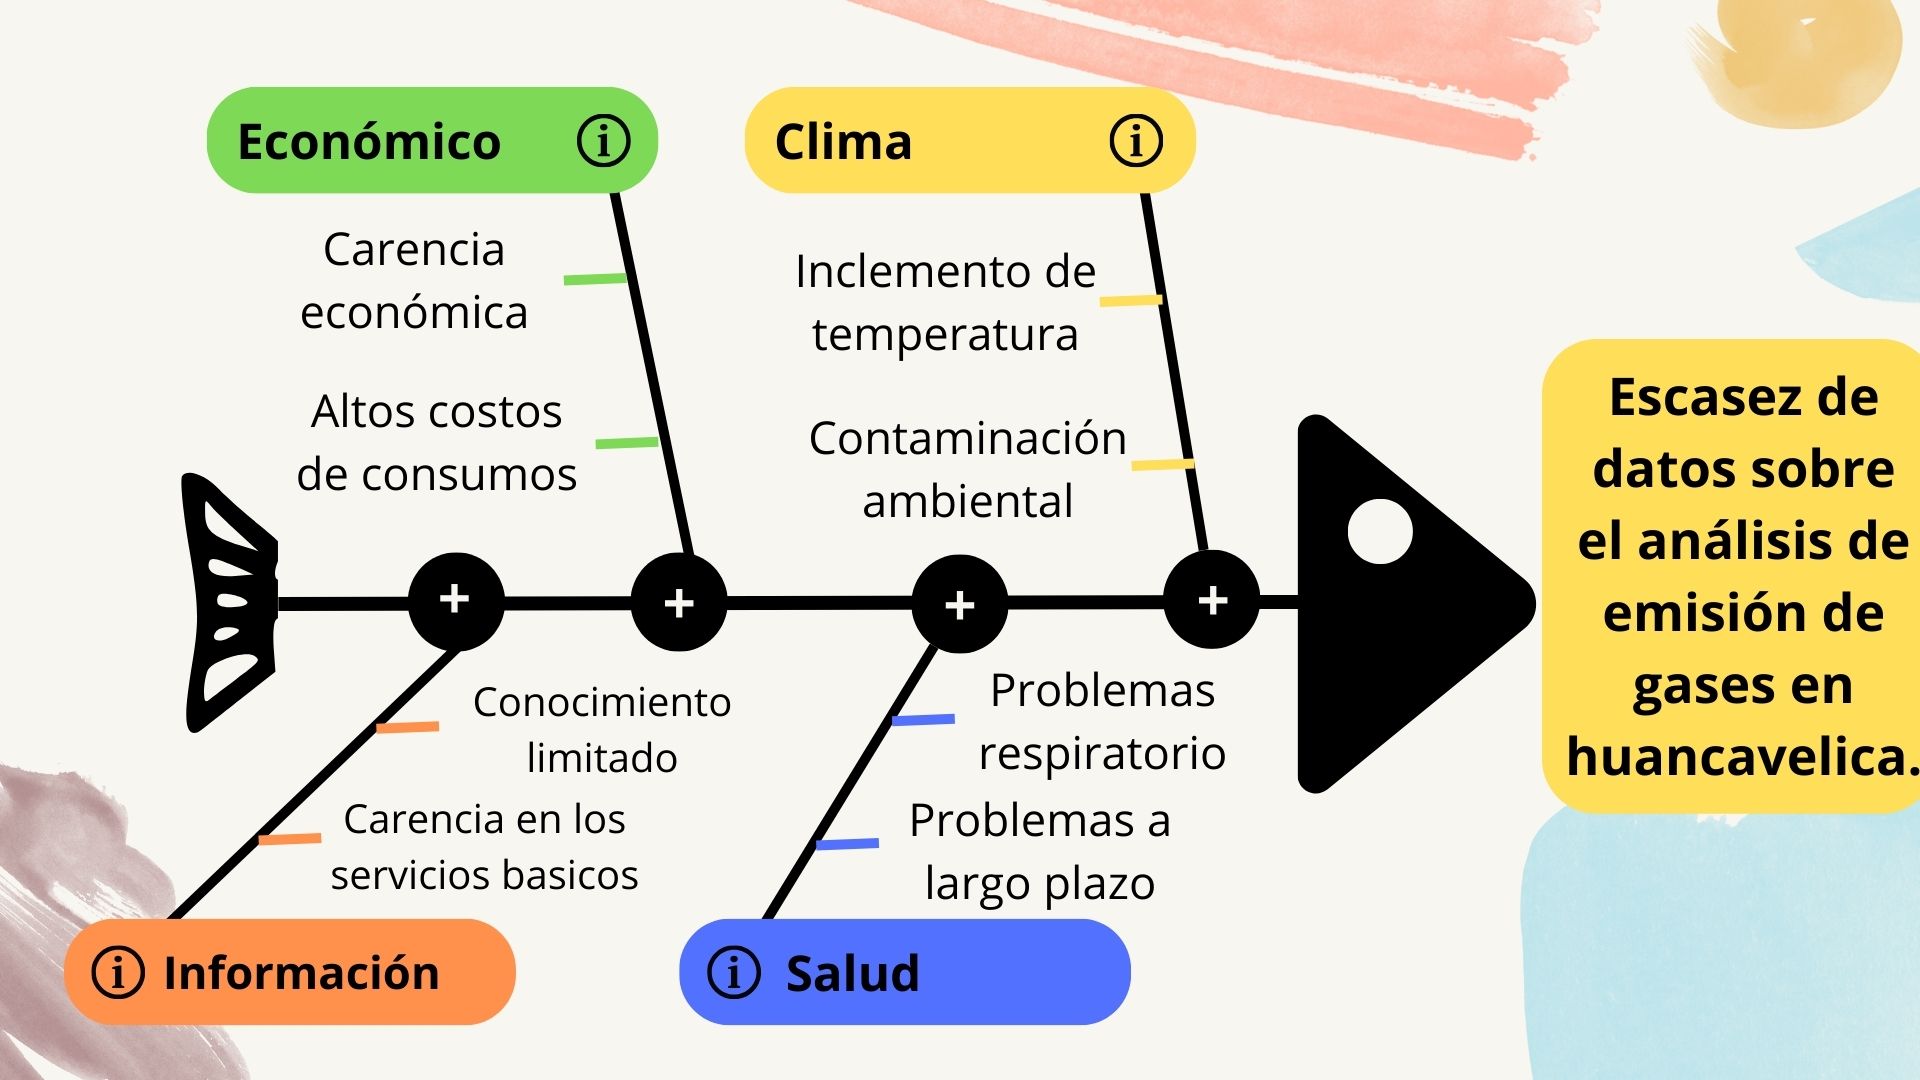 Económico
Carencia
económica
Altos costos
de consumos
Clima
Inclemento de
temperatura
Contaminación
ambiental
Escasez de
datos sobre
el análisis de
emisión de
gases en
huancavelica.
Conocimiento
limitado
Carencia en los
servicios basicos
Información
Problemas
respiratorio
Problemas a
largo plazo
Salud